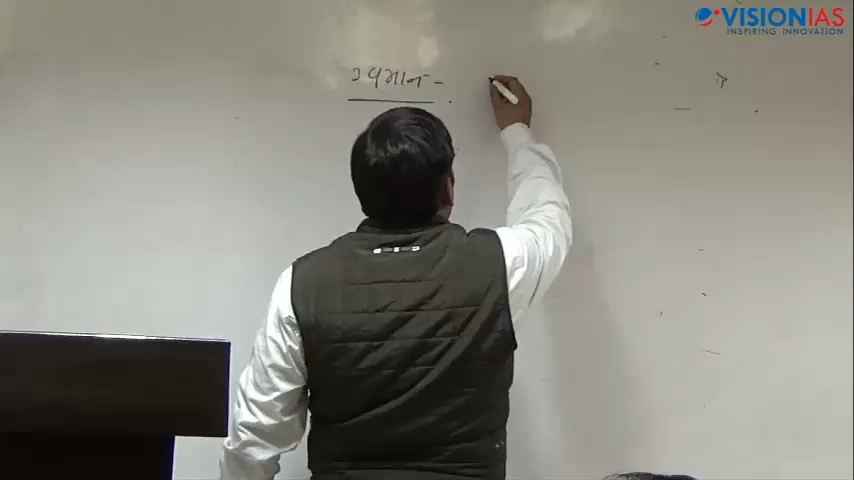 VISIONIAS
INSPIRING INNOVATION
उपमान -